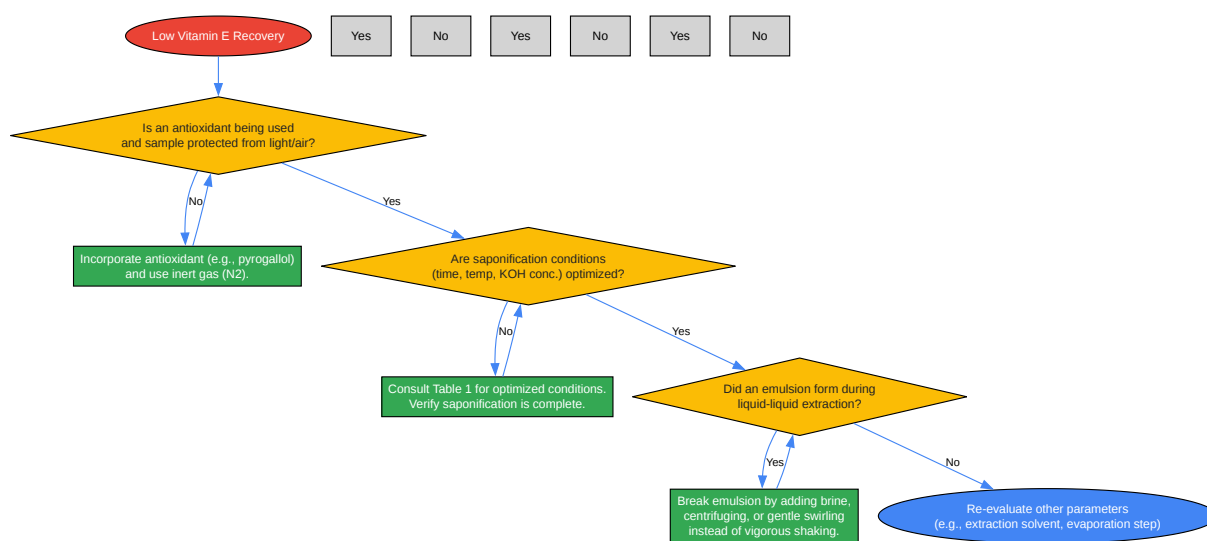 Low Vitamin E Recovery
Yes
No
Yes
No
Yes
No
Is an antioxidant being used
and sample protected from light/air?
No
Yes
Incorporate antioxidant (e.g., pyrogallol)
and use inert gas (N2).
Are saponification conditions
(time, temp, KOH conc.) optimized?
No
Yes
Consult Table 1 for optimized conditions.
Verify saponification is complete.
Did an emulsion form during
liquid-liquid extraction?
Yes
No
Break emulsion by adding brine,
centrifuging, or gentle swirling
instead of vigorous shaking.
Re-evaluate other parameters
(e.g., extraction solvent, evaporation step)